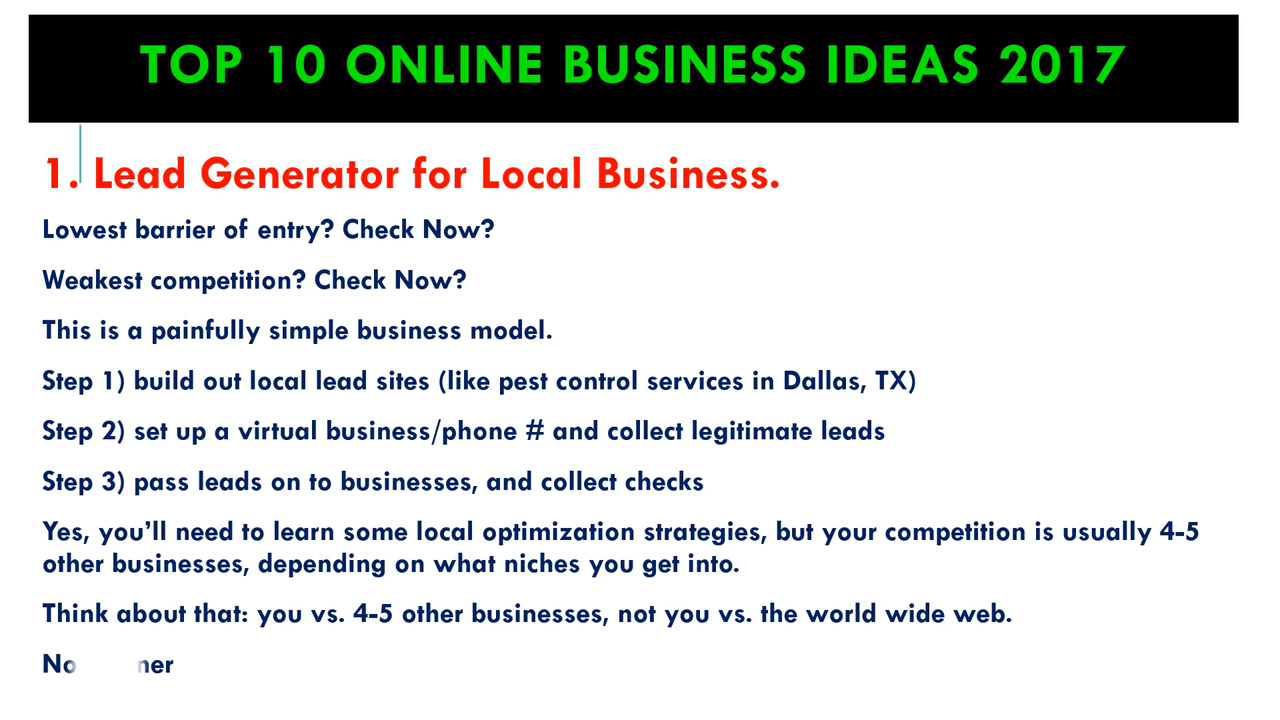 TOP 10 ONLINE BUSINESS IDEAS 2017
1. Lead Generator for Local Business.
Lowest barrier of entry? Check Now?
Weakest competition? Check Now?
This is a painfully simple business model.
Step 1) build out local lead sites (like pest control services in Dallas, TX)
Step 2) set up a virtual business/phone # and collect legitimate leads
Step 3) pass leads on to businesses, and collect checks
Yes, you’ll need to learn some local optimization strategies, but your competition is usually 4-5
other businesses, depending on what niches you get into.
Think about that: you vs. 4-5 other businesses, not you vs. the world wide web.